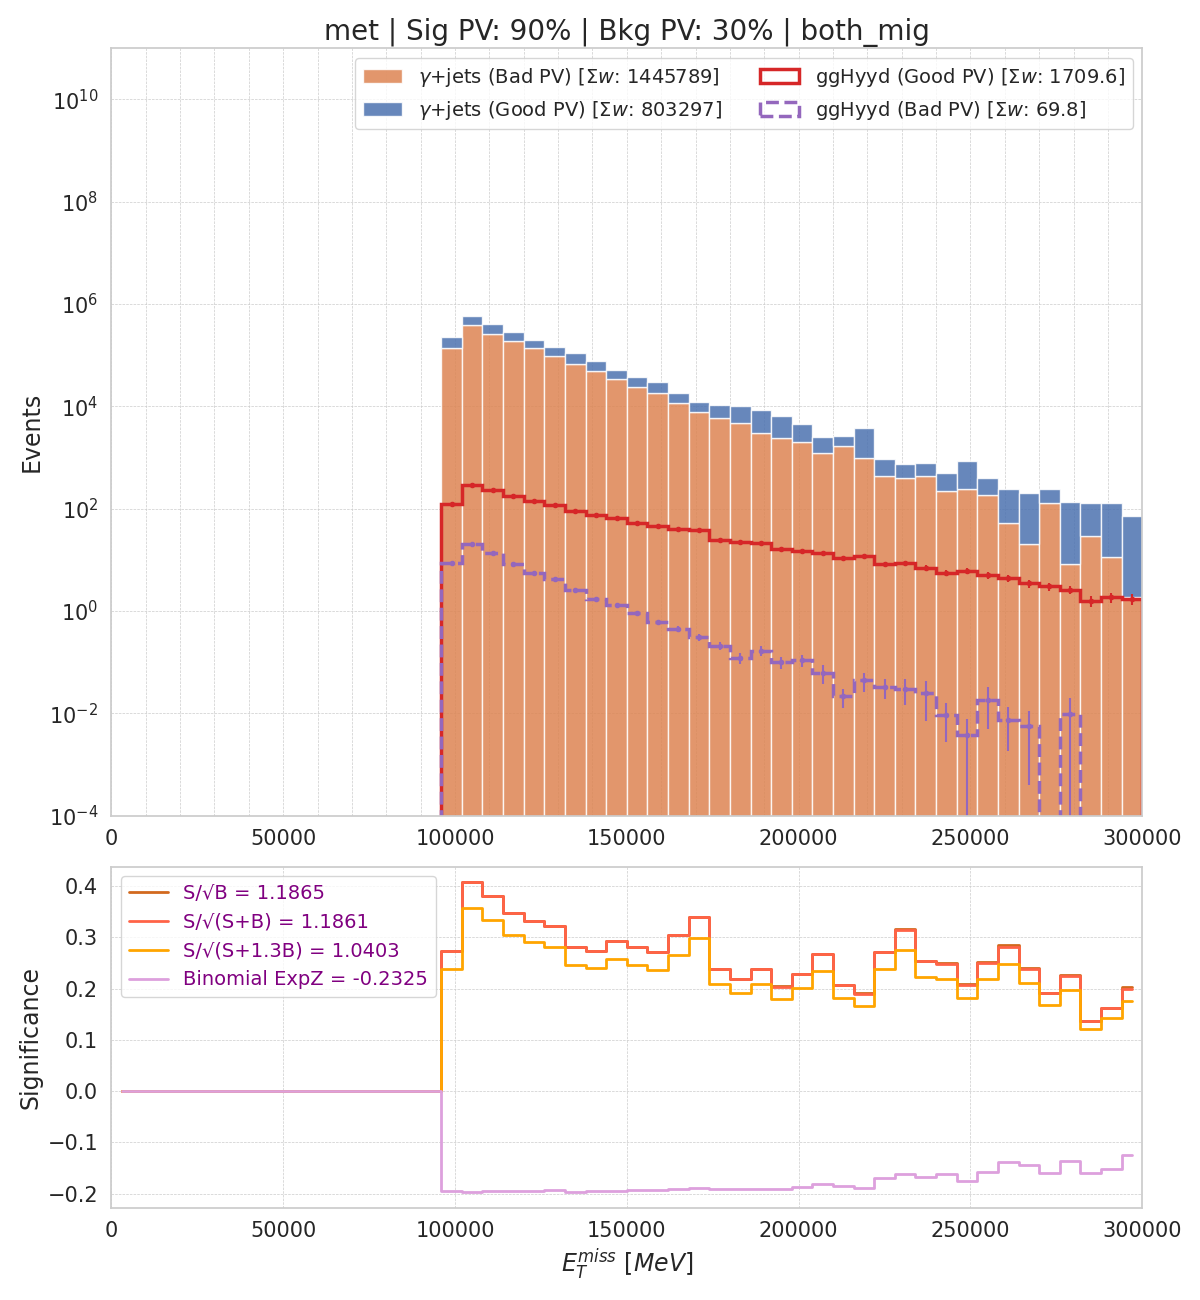 met | Sig PV: 90% | Bkg PV: 30% | both_mig
γ+jets (Bad PV) [Σw: 1445789]
γ+jets (Good PV) [Σw: 803297]
ggHyyd (Good PV) [Σw: 1709.6]
ggHyyd (Bad PV) [Σw: 69.8]
Events
10^10
10^8
10^6
10^4
10^2
10^0
10^−2
10^−4
0 50000 100000 150000 200000 250000 300000
S/√B = 1.1865
S/√(S+B) = 1.1861
S/√(S+1.3B) = 1.0403
Binomial ExpZ = -0.2325
Significance
0.4
0.3
0.2
0.1
0.0
−0.1
−0.2
0 50000 100000 150000 200000 250000 300000
E_T^miss [MeV]